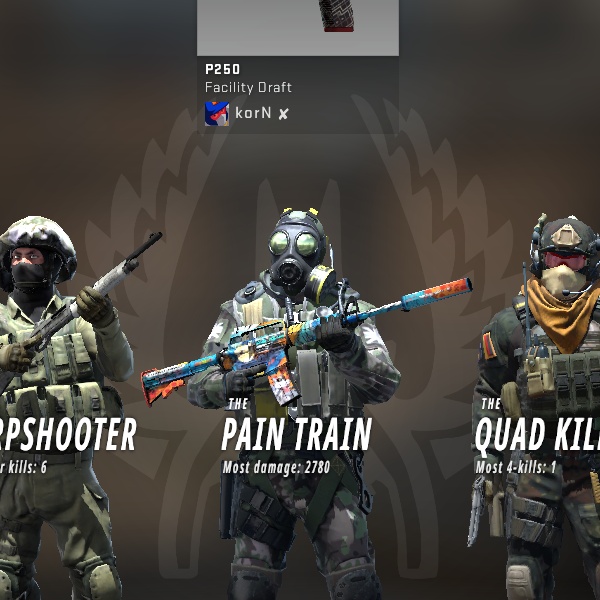 P250
Facility Draft
korN ✘
THE
PAIN TRAIN
Most damage: 2780
RPSHOOTER
kills: 6
THE
QUAD KIL
Most 4-kills: 1